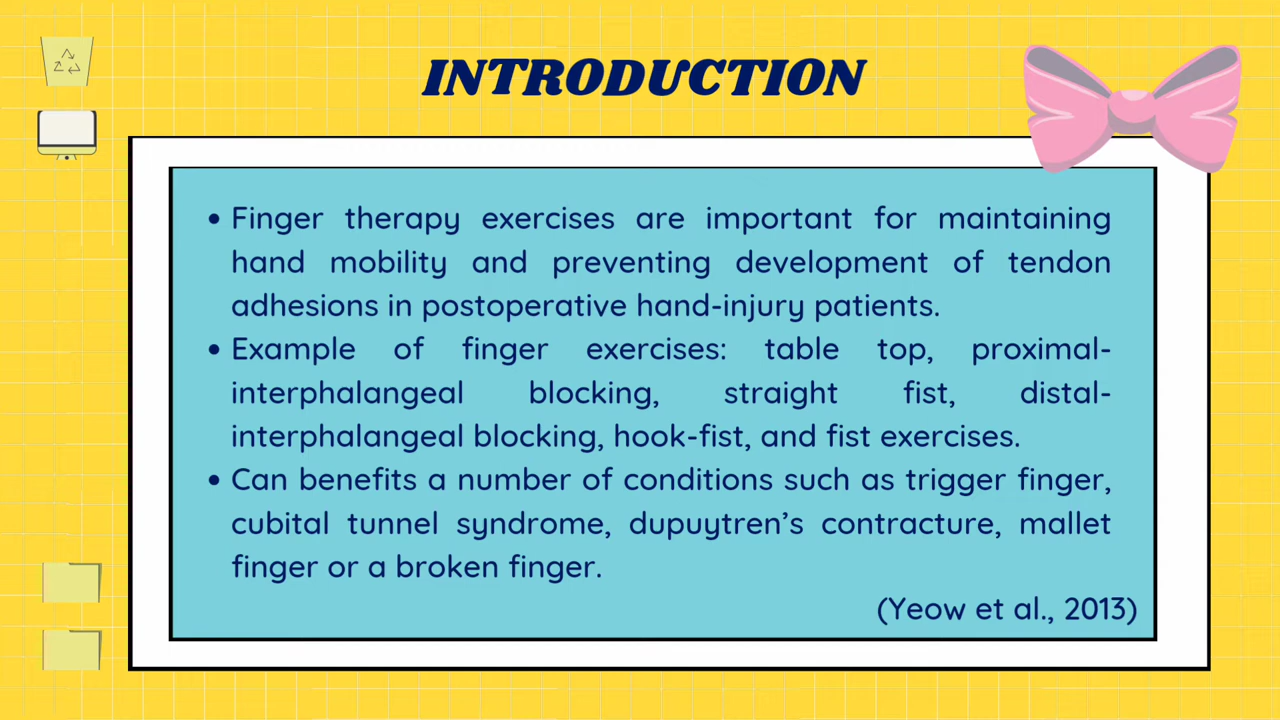 INTRODUCTION
• Finger therapy exercises are important for maintaining
hand mobility and preventing development of tendon
adhesions in postoperative hand-injury patients.
• Example of finger exercises: table top, proximal-
interphalangeal blocking, straight fist, distal-
interphalangeal blocking, hook-fist, and fist exercises.
• Can benefits a number of conditions such as trigger finger,
cubital tunnel syndrome, dupuytren’s contracture, mallet
finger or a broken finger.
(Yeow et al., 2013)